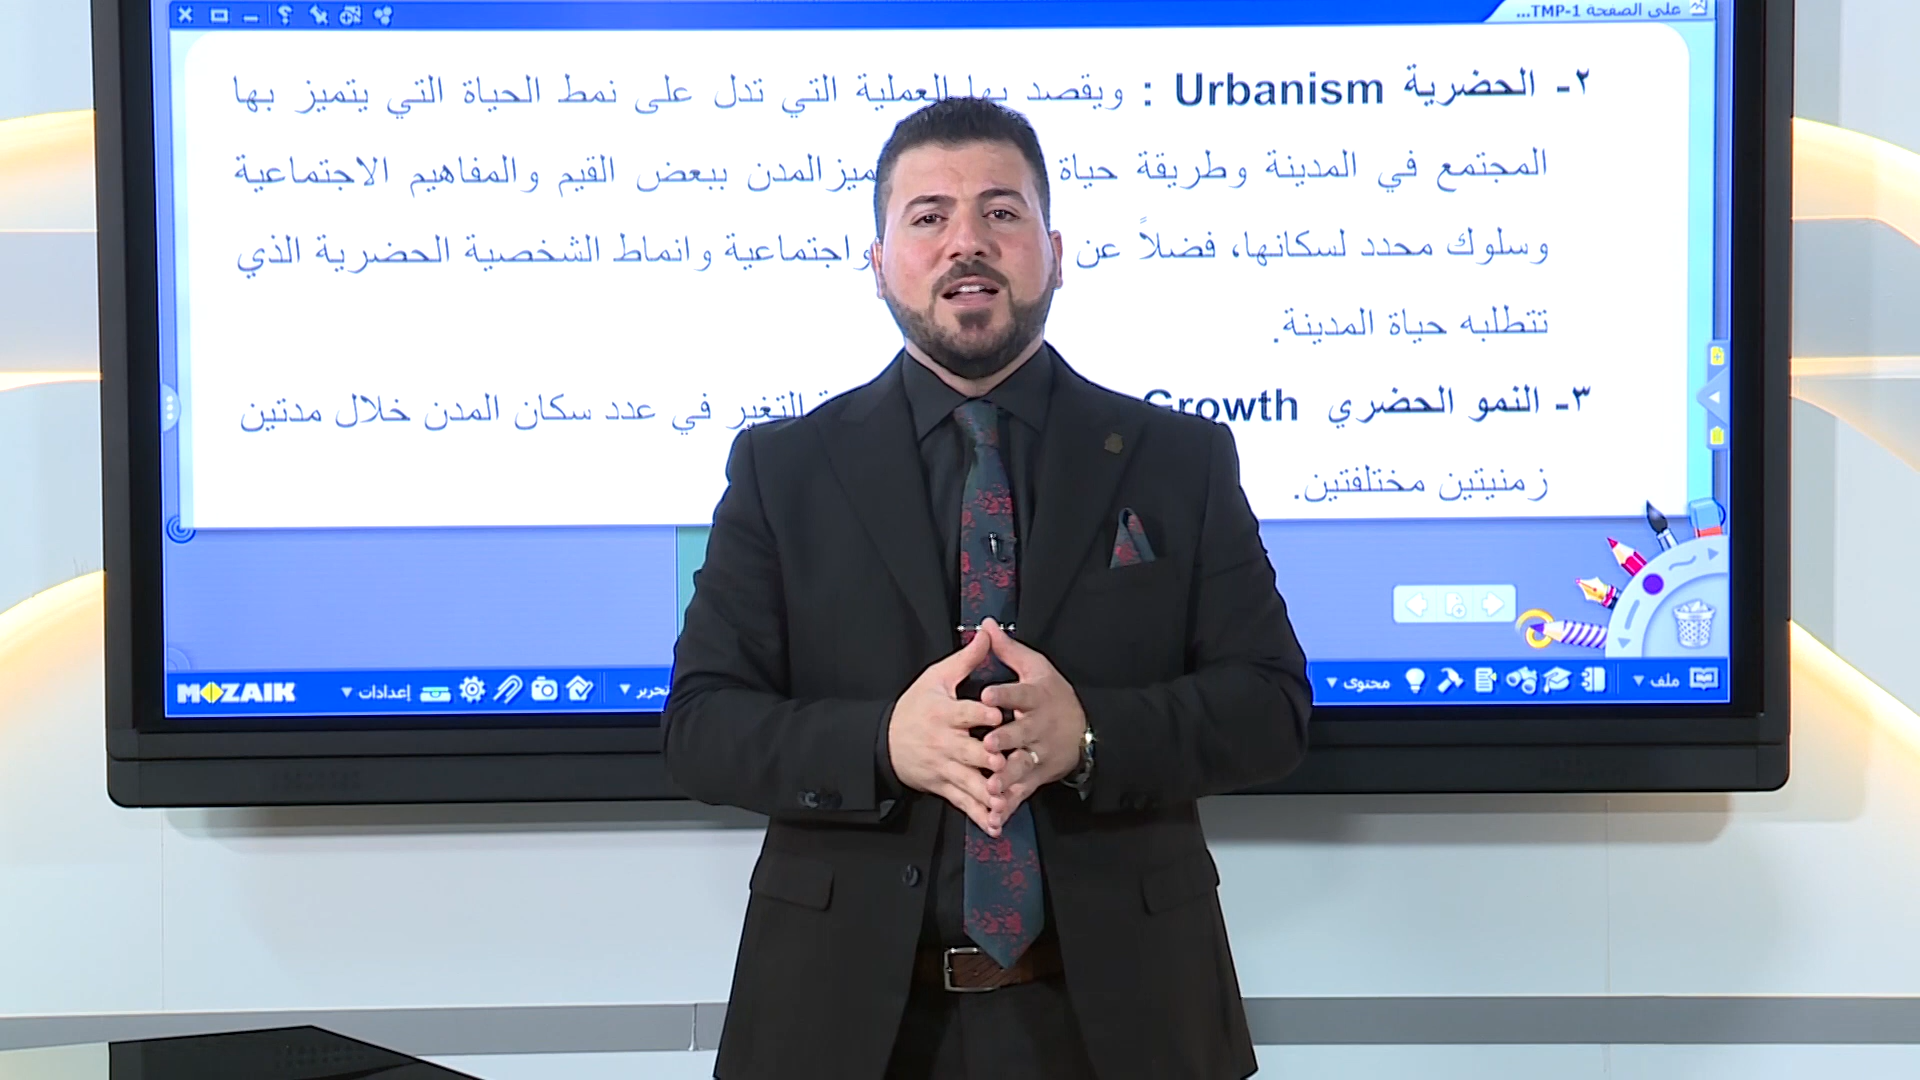 على الصفحة TMP-1...
٢- الحضرية Urbanism : ويقصد بها العملية التي تدل على نمط الحياة التي يتميز بها
المجتمع في المدينة وطريقة حياة المدن ببعض القيم والمفاهيم الاجتماعية
وسلوك محدد لسكانها، فضلاً عن واجتماعية وانماط الشخصية الحضرية الذي
تتطلبه حياة المدينة.
٣- النمو الحضري Growth التغير في عدد سكان المدن خلال مدتين
زمنيتين مختلفتين.
ملف محتوى تحرير إعدادات MOZAIK